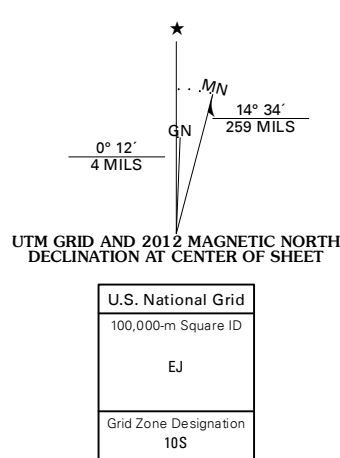 ★
MN
GN
14° 34´
259 MILS
0° 12´
4 MILS
UTM GRID AND 2012 MAGNETIC NORTH
DECLINATION AT CENTER OF SHEET
U.S. National Grid
100,000-m Square ID
EJ
Grid Zone Designation
10S